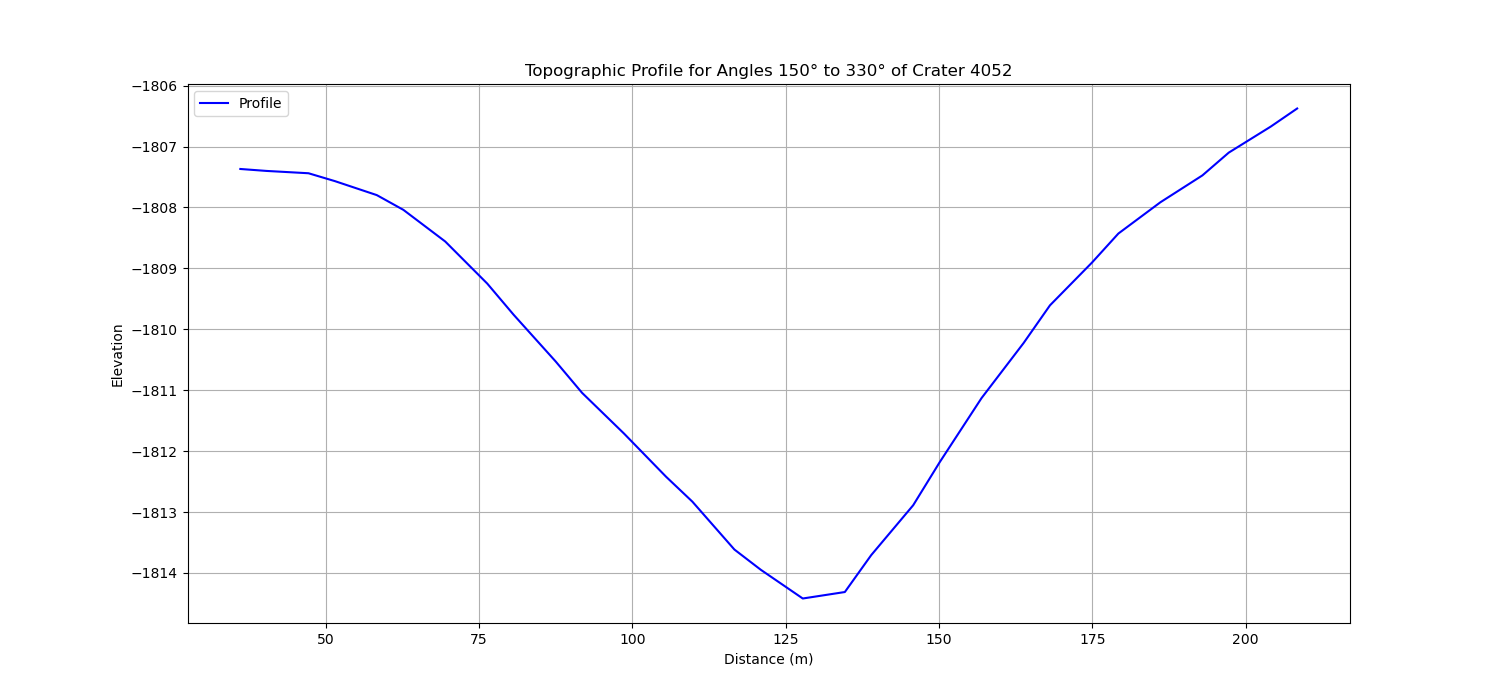 Topographic Profile for Angles 150° to 330° of Crater 4052
Profile
−1806
−1807
−1808
−1809
−1810
−1811
−1812
−1813
−1814
Elevation
50 75 100 125 150 175 200
Distance (m)